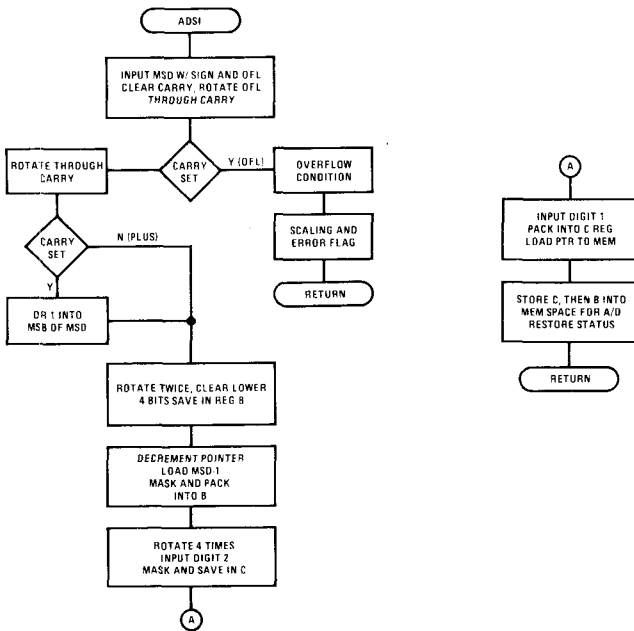 ADSI
INPUT MSD W/ SIGN AND OFL
CLEAR CARRY, ROTATE OFL
THROUGH CARRY
CARRY
SET
Y (OFL)
OVERFLOW
CONDITION
SCALING AND
ERROR FLAG
RETURN
ROTATE THROUGH
CARRY
CARRY
SET
N (PLUS)
Y
OR 1 INTO
MSB OF MSD
ROTATE TWICE, CLEAR LOWER
4 BITS SAVE IN REG B
DECREMENT POINTER
LOAD MSD-1
MASK AND PACK
INTO B
ROTATE 4 TIMES
INPUT DIGIT 2
MASK AND SAVE IN C
A
A
INPUT DIGIT 1
PACK INTO C REG
LOAD PTR TO MEM
STORE C, THEN B INTO
MEM SPACE FOR A/D
RESTORE STATUS
RETURN